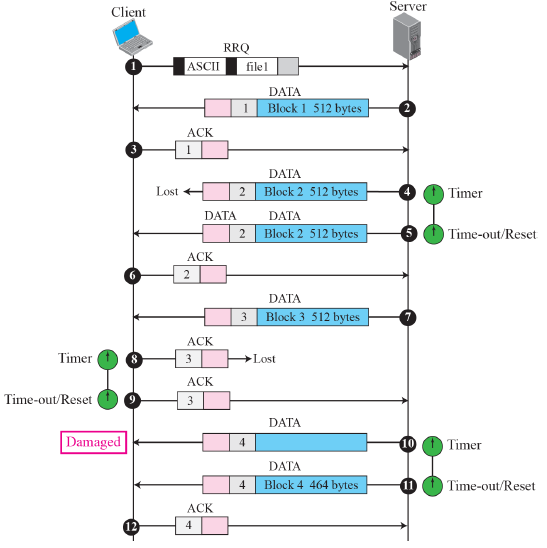 Client
Server
RRQ
1 ASCII file1
DATA
1 Block 1 512 bytes 2
ACK
3 1
DATA
Lost 2 Block 2 512 bytes 4 Timer
DATA DATA
2 Block 2 512 bytes 5 Time-out/Reset
ACK
6 2
DATA
3 Block 3 512 bytes 7
ACK
Timer 8 3 Lost
ACK
Time-out/Reset 9 3
DATA
Damaged 4 10 Timer
DATA
4 Block 4 464 bytes 11 Time-out/Reset
ACK
12 4